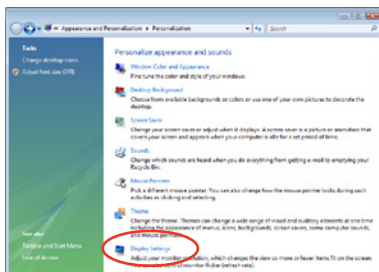 Appearance and Personalization ▸ Personalization
Search
Tasks
Change desktop icons
Adjust font size (DPI)
See also
Taskbar and Start Menu
Ease of Access
Personalize appearance and sounds
Window Color and Appearance
Fine tune the color and style of your windows.
Desktop Background
Choose from available backgrounds or colors or use one of your own pictures to decorate the
desktop.
Screen Saver
Change your screen saver or adjust when it displays. A screen saver is a picture or animation that
covers your screen and appears when your computer is idle for a set period of time.
Sounds
Change which sounds are heard when you do everything from getting e-mail to emptying your
Recycle Bin.
Mouse Pointers
Pick a different mouse pointer. You can also change how the mouse pointer looks during such
activities as clicking and selecting.
Theme
Change the theme. Themes can change a wide range of visual and auditory elements at one time
including the appearance of menus, icons, backgrounds, screen savers, some computer sounds,
and mouse pointers.
Display Settings
Adjust your monitor resolution, which changes the view so more or fewer items fit on the screen.
monitor flicker (refresh rate).